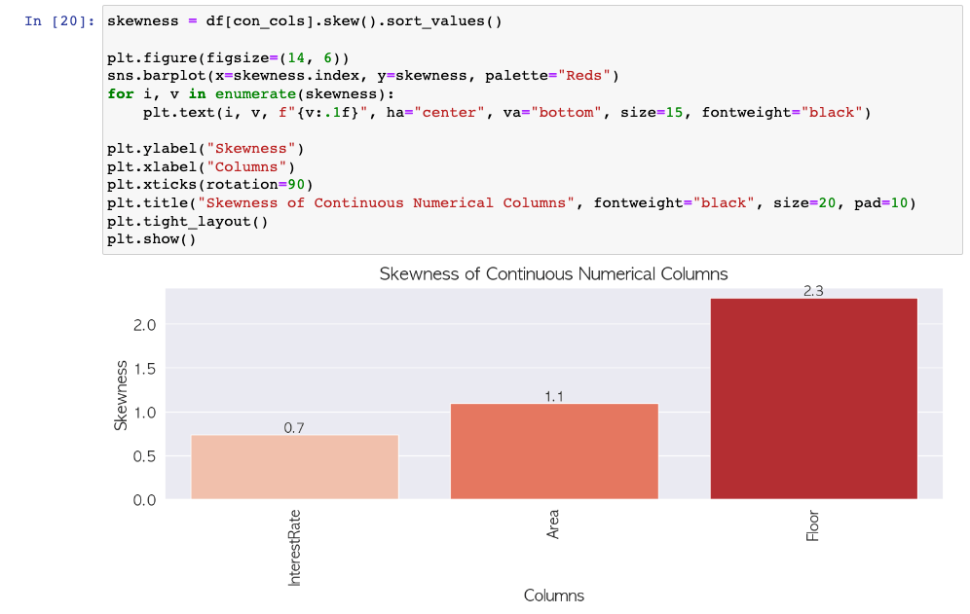 In [20]: skewness = df[con_cols].skew().sort_values()
plt.figure(figsize=(14, 6))
sns.barplot(x=skewness.index, y=skewness, palette="Reds")
for i, v in enumerate(skewness):
    plt.text(i, v, f"{v:.1f}", ha="center", va="bottom", size=15, fontweight="black")
plt.ylabel("Skewness")
plt.xlabel("Columns")
plt.xticks(rotation=90)
plt.title("Skewness of Continuous Numerical Columns", fontweight="black", size=20, pad=10)
plt.tight_layout()
plt.show()
Skewness of Continuous Numerical Columns
Skewness
2.0
1.5
1.0
0.5
0.0
0.7
1.1
2.3
InterestRate
Area
Floor
Columns